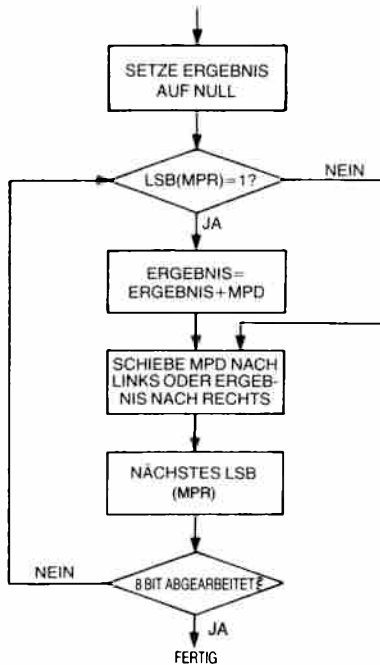 SETZE ERGEBNIS
AUF NULL
LSB(MPR)=1?
NEIN
JA
ERGEBNIS=
ERGEBNIS+MPD
SCHIEBE MPD NACH
LINKS ODER ERGEB-
NIS NACH RECHTS
NÄCHSTES LSB
(MPR)
NEIN
8 BIT ABGEARBEITET?
JA
FERTIG